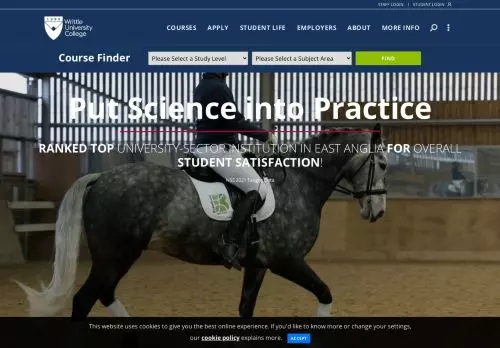 STAFF LOGIN | STUDENT LOGIN
Writtle
University
College
COURSES APPLY STUDENT LIFE EMPLOYERS ABOUT MORE INFO
Course Finder Please Select a Study Level Please Select a Subject Area FIND
Put Science into Practice
RANKED TOP UNIVERSITY-SECTOR INSTITUTION IN EAST ANGLIA FOR OVERALL
STUDENT SATISFACTION!
NSS 2021 Taught Data
This website uses cookies to give you the best online experience. If you'd like to know more or change your settings,
our cookie policy explains more. ACCEPT